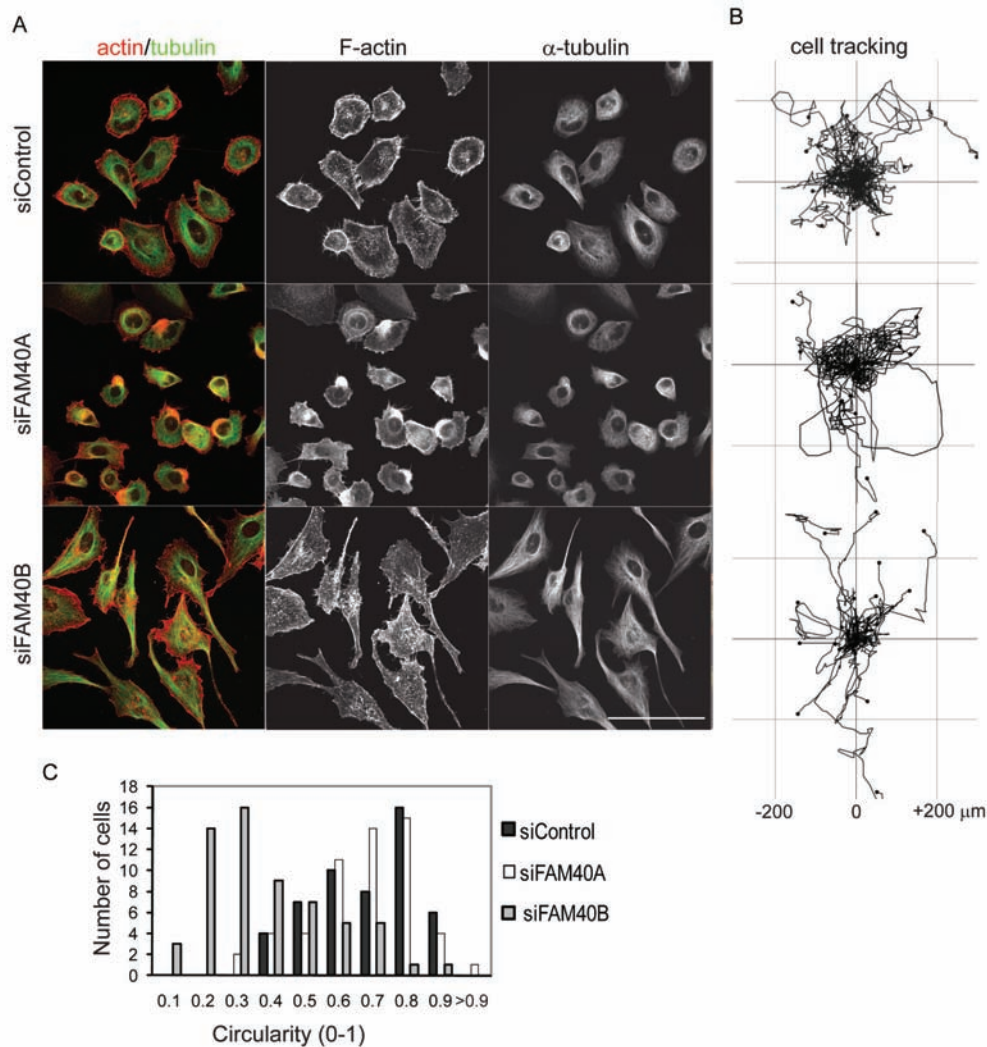 A
B
actin/tubulin
F-actin
α-tubulin
cell tracking
siControl
siFAM40A
siFAM40B
-200
0
+200 μm
C
Number of cells
18
16
14
12
10
8
6
4
2
0
0.1 0.2 0.3 0.4 0.5 0.6 0.7 0.8 0.9 >0.9
Circularity (0-1)
siControl
siFAM40A
siFAM40B